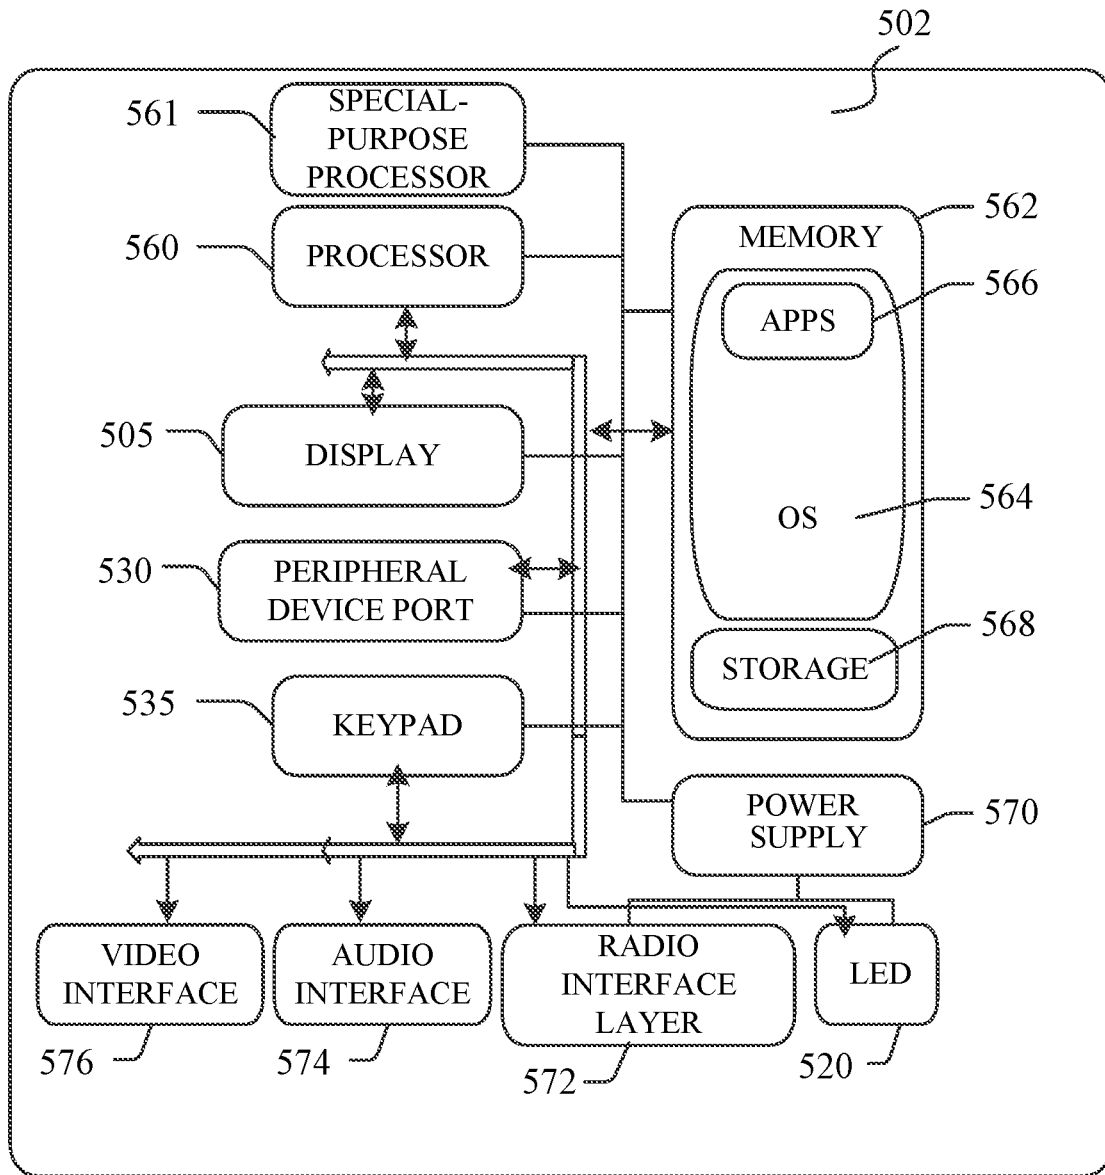 502
561
SPECIAL-
PURPOSE
PROCESSOR
562
560
PROCESSOR
MEMORY
566
APPS
505
DISPLAY
564
OS
530
PERIPHERAL
DEVICE PORT
568
STORAGE
535
KEYPAD
POWER
SUPPLY
570
VIDEO
INTERFACE
AUDIO
INTERFACE
RADIO
INTERFACE
LAYER
LED
576
574
572
520